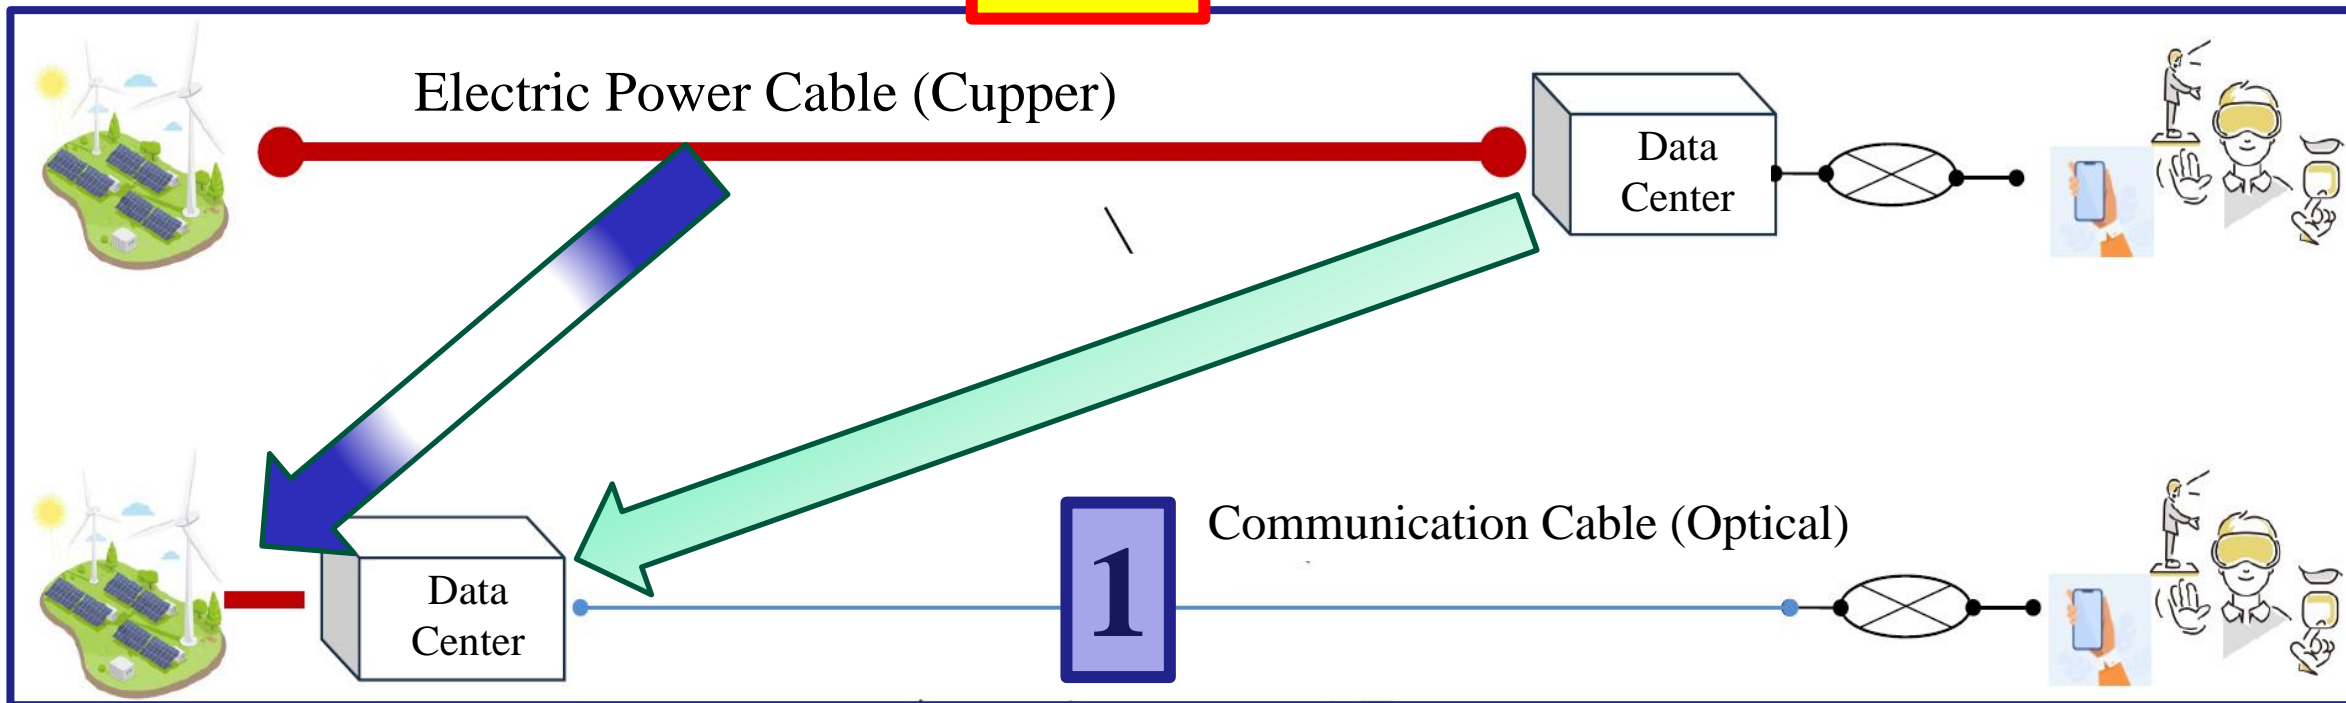 Electric Power Cable (Cupper)
Data
Center
Communication Cable (Optical)
1
Data
Center